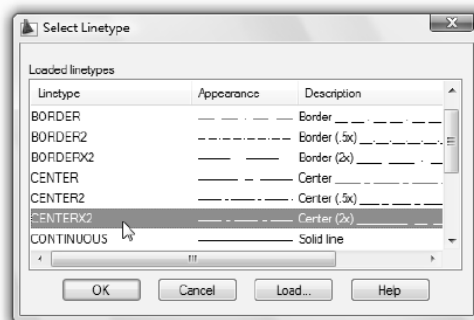 Select Linetype
Loaded linetypes
Linetype Appearance Description
BORDER Border
BORDER2 Border (.5x)
BORDERX2 Border (2x)
CENTER Center
CENTER2 Center (.5x)
CENTERX2 Center (2x)
CONTINUOUS Solid line
OK Cancel Load... Help